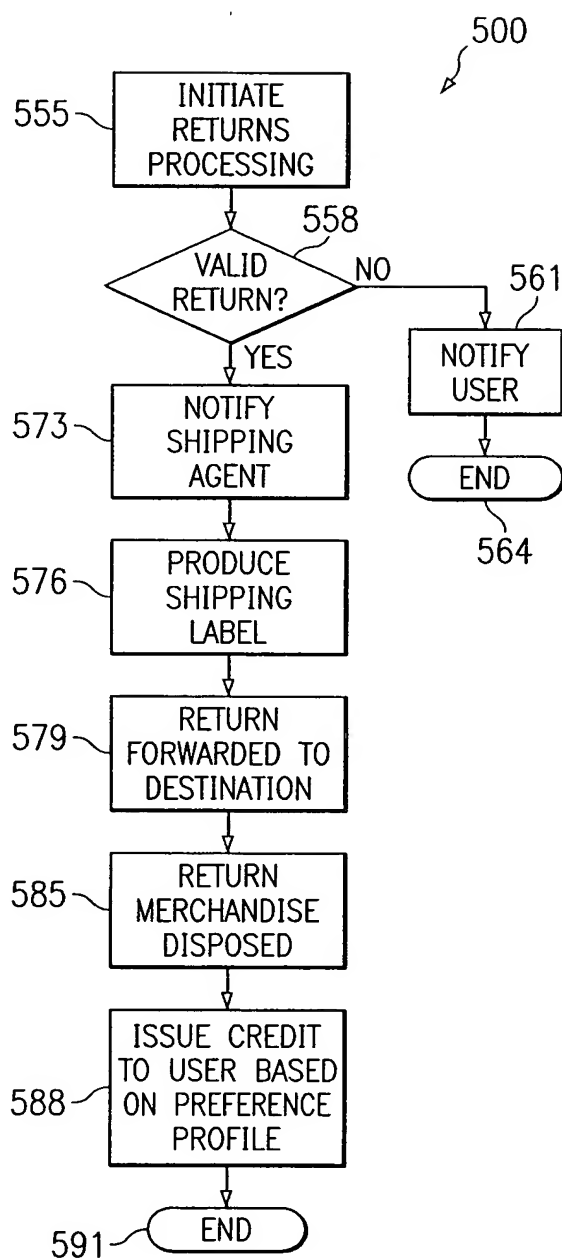 500
555
INITIATE
RETURNS
PROCESSING
558
VALID
RETURN?
NO
YES
561
NOTIFY
USER
END
564
573
NOTIFY
SHIPPING
AGENT
576
PRODUCE
SHIPPING
LABEL
579
RETURN
FORWARDED TO
DESTINATION
585
RETURN
MERCHANDISE
DISPOSED
588
ISSUE CREDIT
TO USER BASED
ON PREFERENCE
PROFILE
591
END